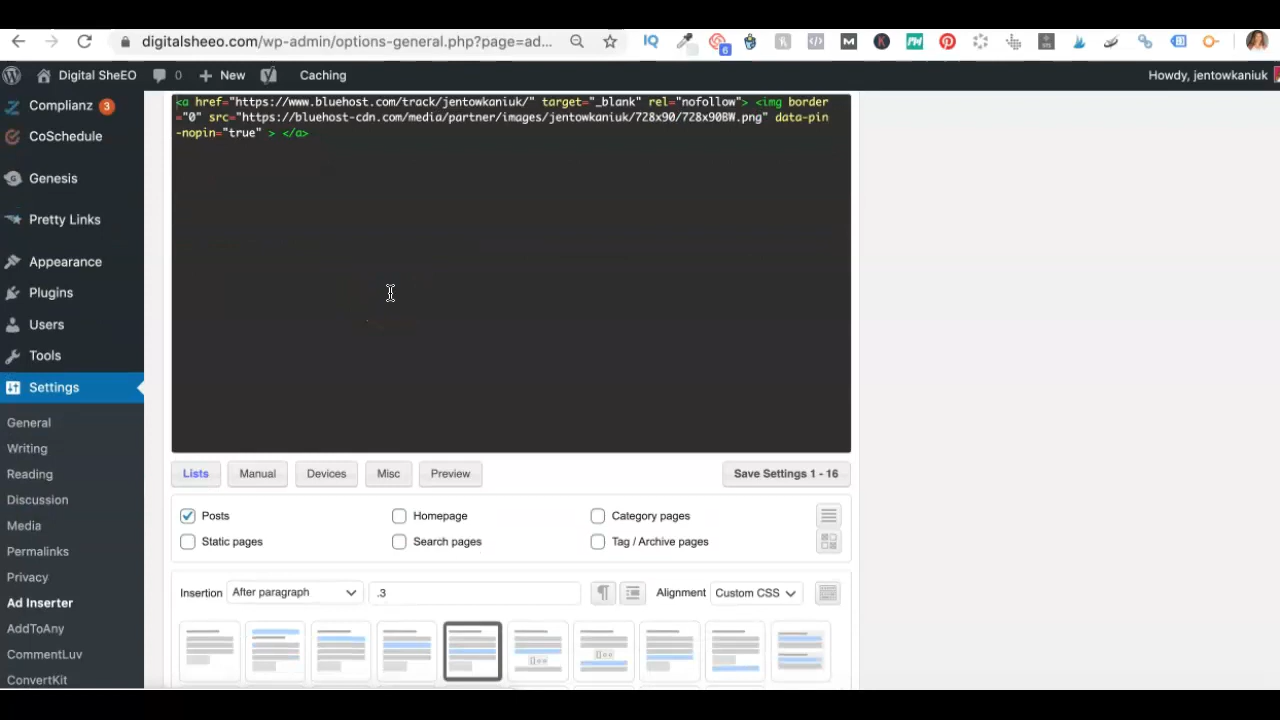 digitalsheeo.com/wp-admin/options-general.php?page=ad...
6
Digital SheEO
0
New
Caching
Howdy, jentowkaniuk
Complianz 3
CoSchedule
Genesis
Pretty Links
Appearance
Plugins
Users
Tools
Settings
General
Writing
Reading
Discussion
Media
Permalinks
Privacy
Ad Inserter
AddToAny
CommentLuv
ConvertKit
<a href="https://www.bluehost.com/track/jentowkaniuk/" target="_blank" rel="nofollow"> <img border
="0" src="https://bluehost-cdn.com/media/partner/images/jentowkaniuk/728x90/728x90BW.png" data-pin
-nopin="true" > </a>
Lists Manual Devices Misc Preview Save Settings 1 - 16
Posts Homepage Category pages
Static pages Search pages Tag / Archive pages
Insertion After paragraph .3 Alignment Custom CSS